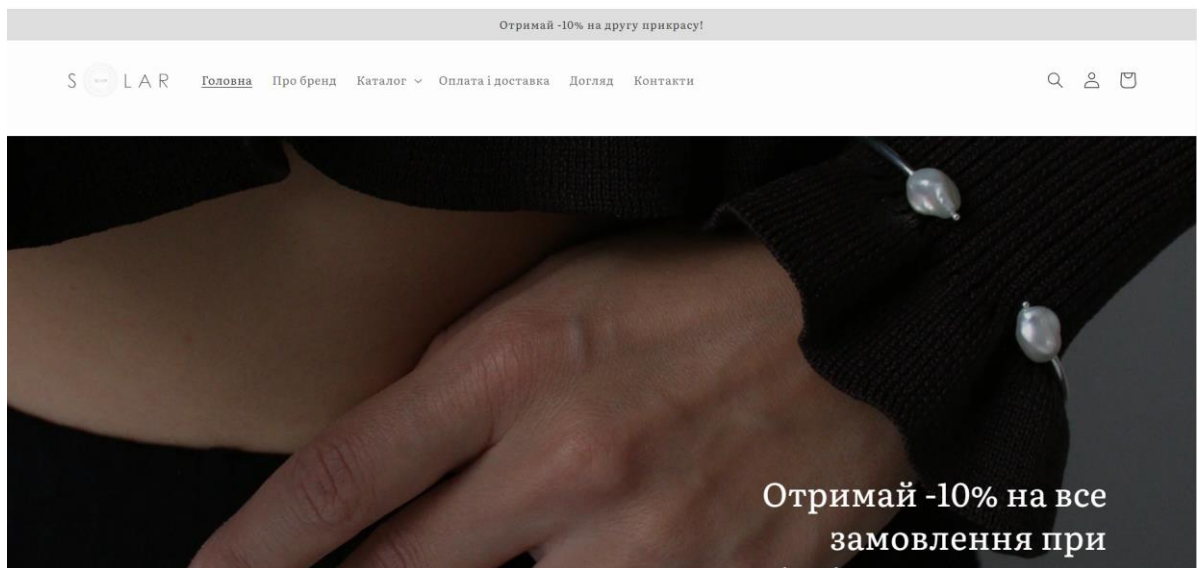 Отримай -10% на другу прикрасу!
S LAR
Головна Про бренд Каталог Оплата і доставка Догляд Контакти
Отримай -10% на все
замовлення при